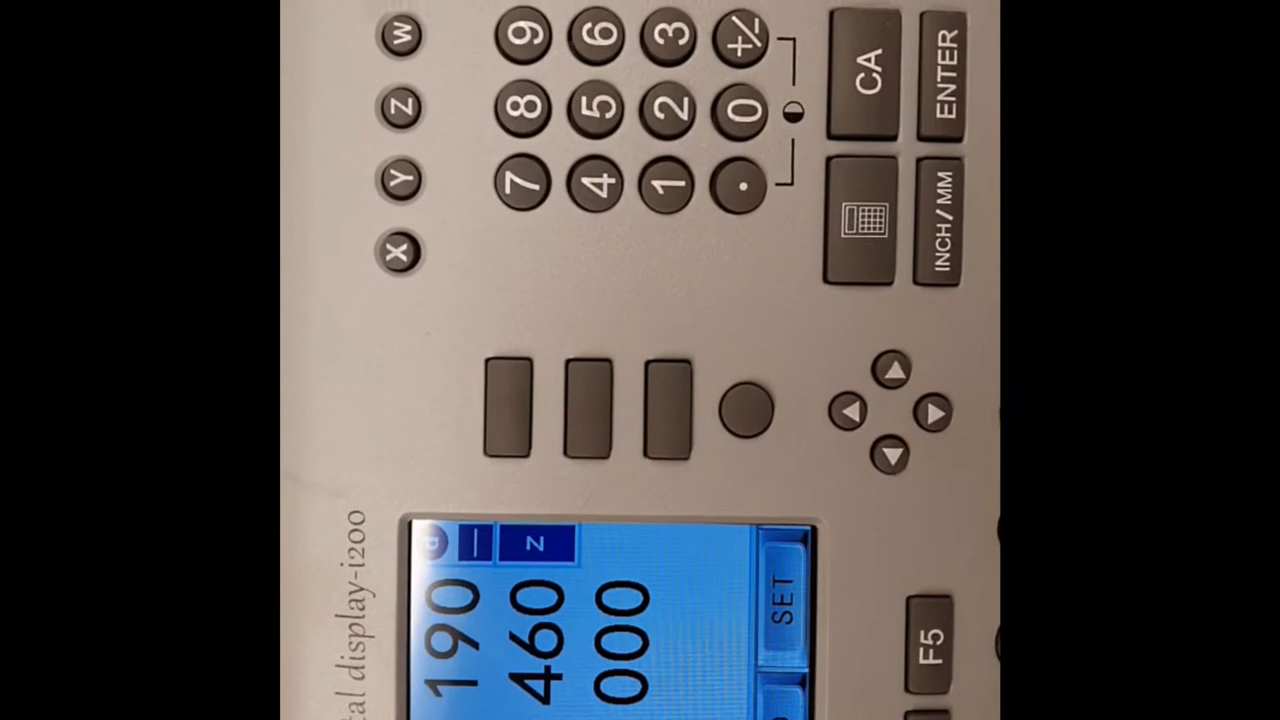 tal display-i200
X Y Z W
190
I
460
N
000
SET
7 8 9
4 5 6
1 2 3
. 0 +/-
CA
INCH/MM ENTER
F5